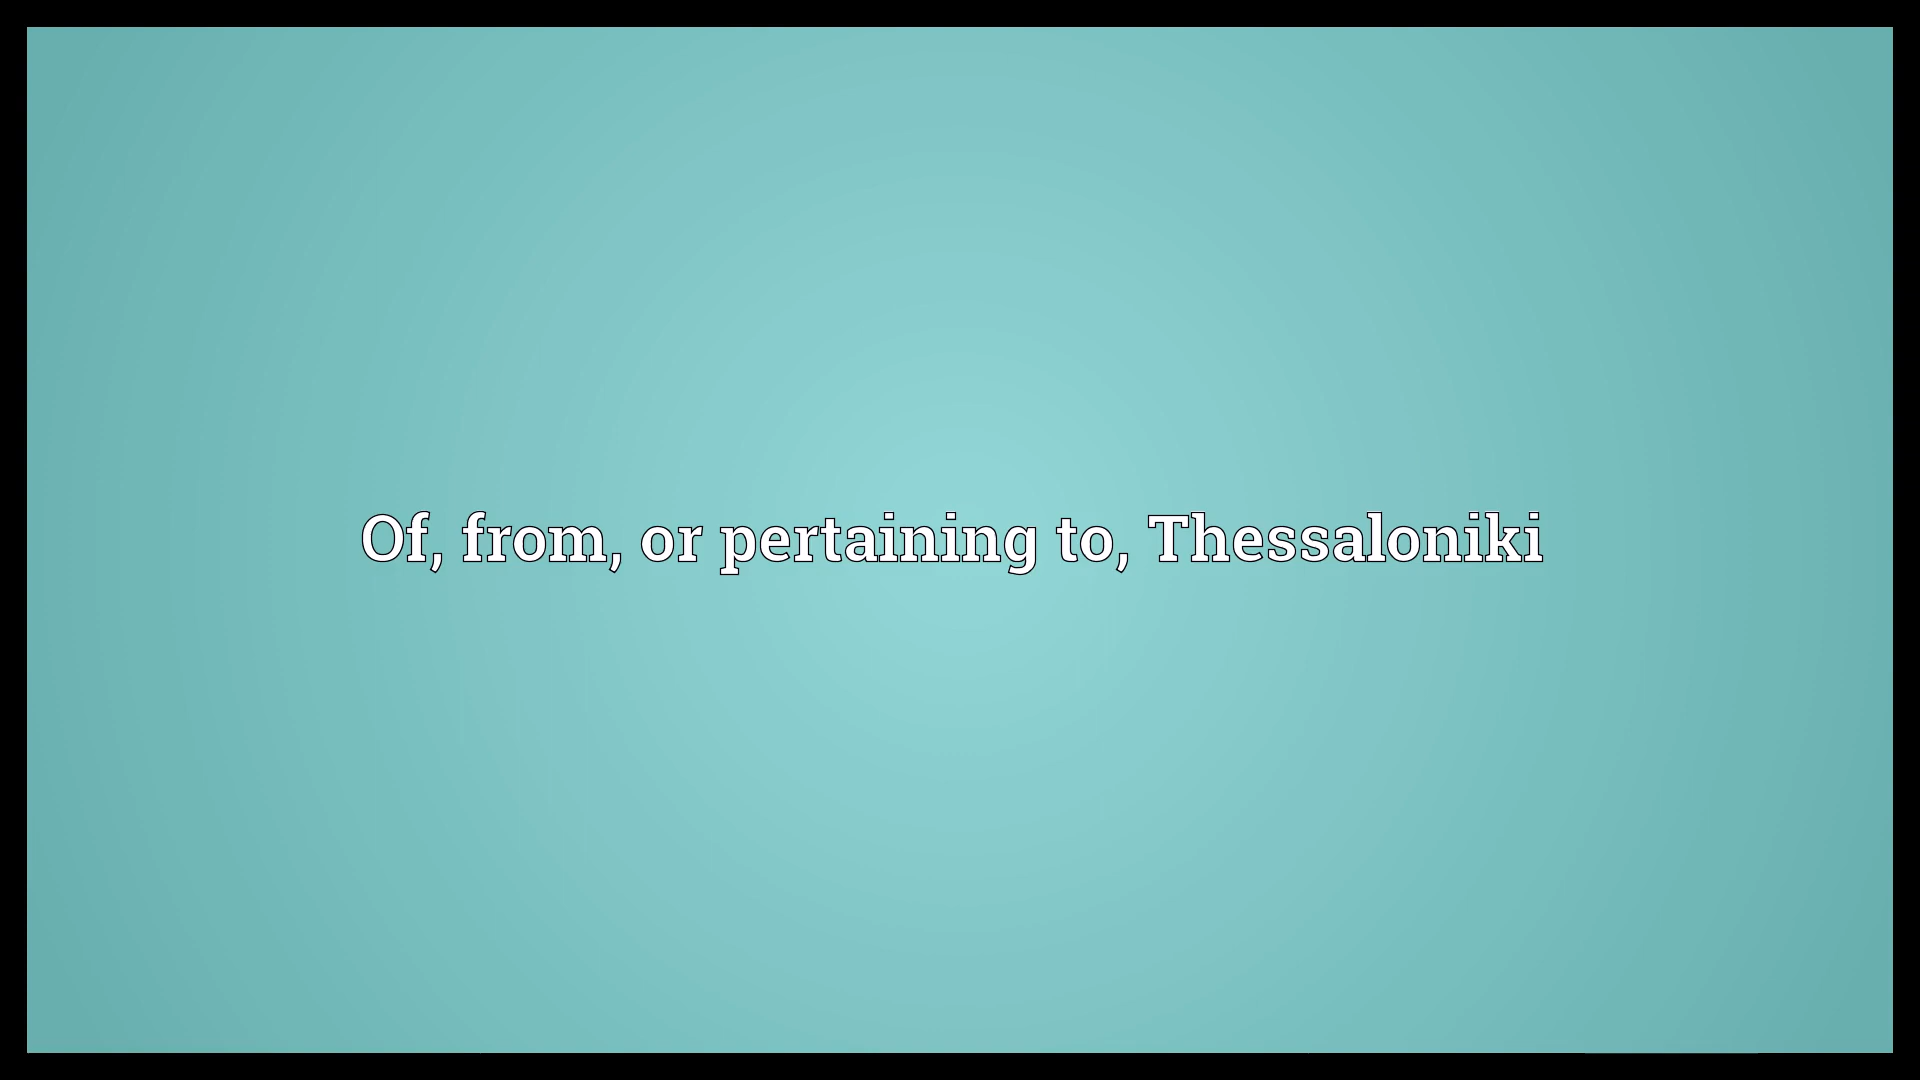 Of, from, or pertaining to, Thessaloniki